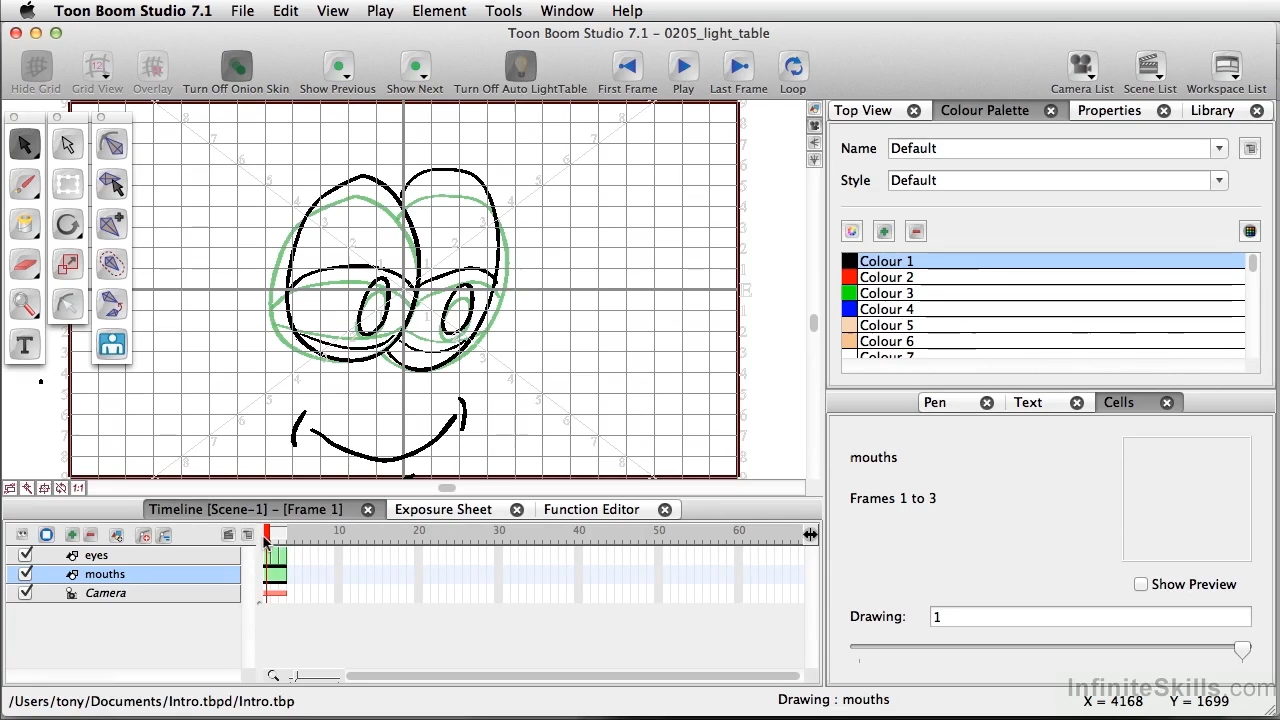 Toon Boom Studio 7.1 File Edit View Play Element Tools Window Help
Toon Boom Studio 7.1 - 0205_light_table
Hide Grid Grid View Overlay Turn Off Onion Skin Show Previous Show Next Turn Off Auto LightTable First Frame Play Last Frame Loop Camera List Scene List Workspace List
Top View Colour Palette Properties Library
Name Default
Style Default
Colour 1
Colour 2
Colour 3
Colour 4
Colour 5
Colour 6
Colour 7
Pen Text Cells
mouths
Frames 1 to 3
Show Preview
Drawing: 1
Timeline [Scene-1] - [Frame 1] Exposure Sheet Function Editor
10 20 30 40 50 60
eyes
mouths
Camera
/Users/tony/Documents/Intro.tbpd/Intro.tbp Drawing : mouths X = 4168 Y = 1699
InfiniteSkills.com